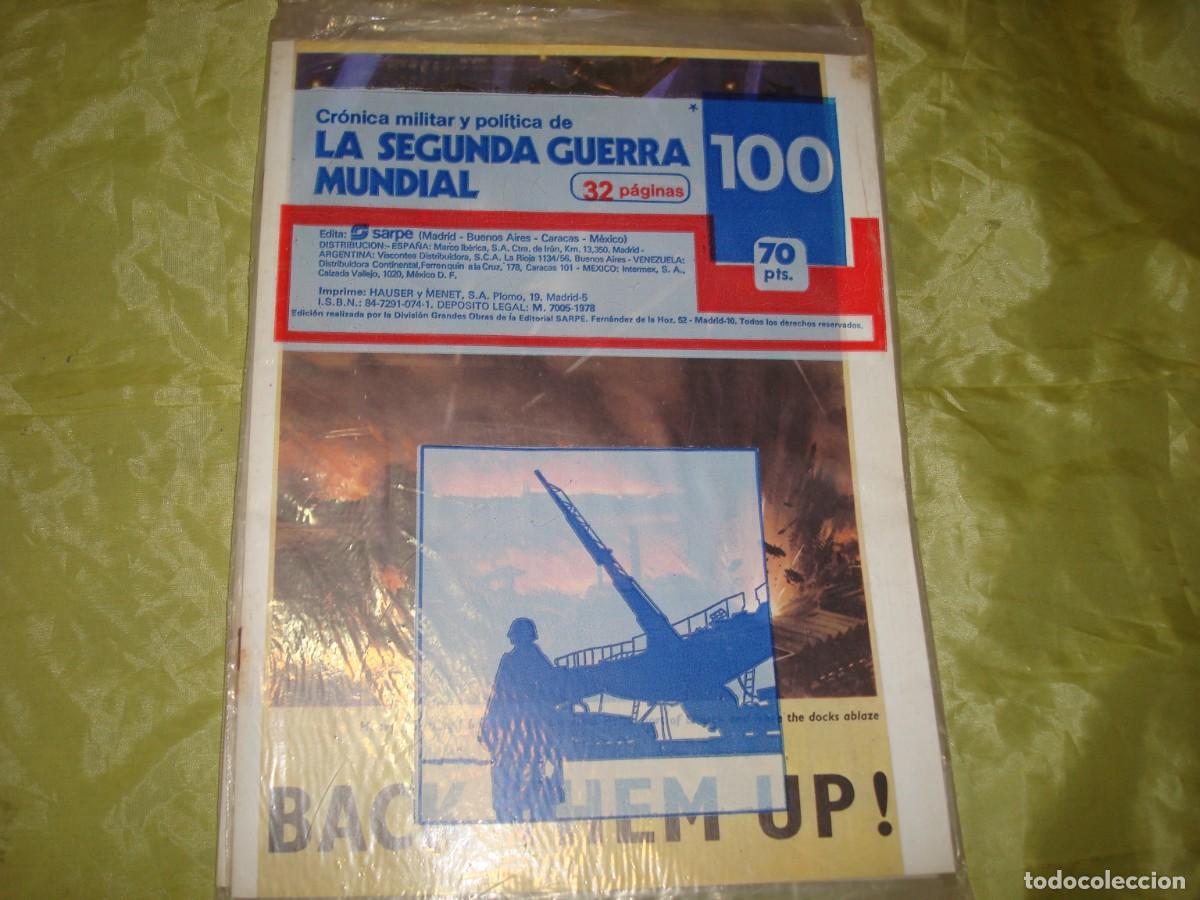 Crónica militar y política de
LA SEGUNDA GUERRA
MUNDIAL
32 páginas
*
100
70
pts.
Edita: sarpe (Madrid - Buenos Aires - Caracas - México)
DISTRIBUCION:- ESPAÑA: Marco Ibérica, S.A. Ctra. de Irún, Km. 13,350. Madrid -
ARGENTINA: Viscontes Distribuidora, S.C.A. La Rioja 1134/56. Buenos Aires - VENEZUELA:
Distribuidora Continental, Ferrenquín a la Cruz, 178, Caracas 101 - MEXICO: Intermex, S. A.,
Calzada Vallejo, 1020, México D. F.
Imprime: HAUSER y MENET, S.A. Plomo, 19. Madrid-5
I.S.B.N.: 84-7291-074-1. DEPOSITO LEGAL: M. 7005-1978
Edición realizada por la División Grandes Obras de la Editorial SARPE. Fernández de la Hoz, 52 - Madrid-10. Todos los derechos reservados.
the docks ablaze
BACK THEM UP!
todocoleccion